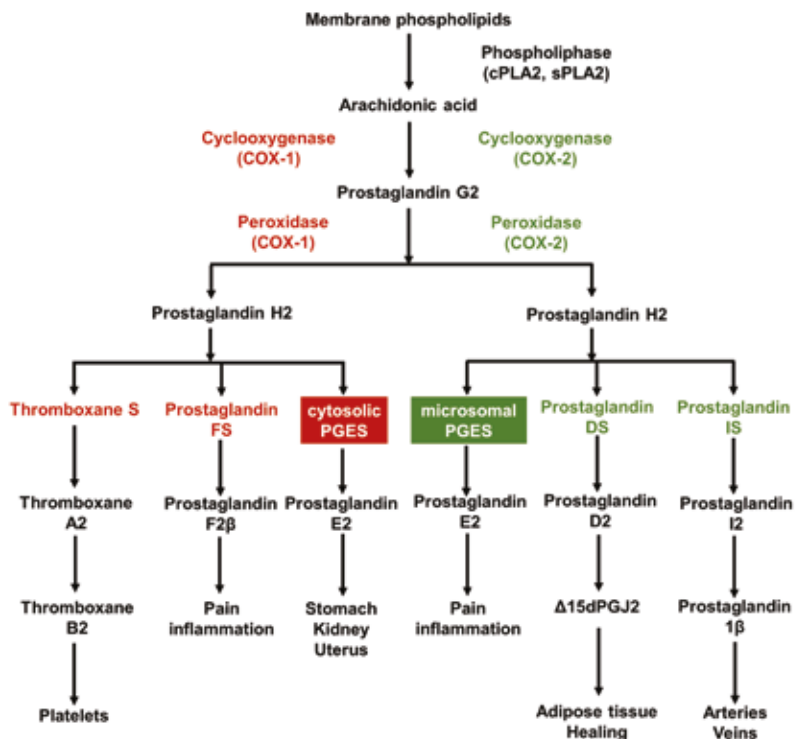 Membrane phospholipids
Phospholiphase
(cPLA2, sPLA2)
Arachidonic acid
Cyclooxygenase
(COX-1)
Cyclooxygenase
(COX-2)
Prostaglandin G2
Peroxidase
(COX-1)
Peroxidase
(COX-2)
Prostaglandin H2
Prostaglandin H2
Thromboxane S
Prostaglandin
FS
cytosolic
PGES
microsomal
PGES
Prostaglandin
DS
Prostaglandin
IS
Thromboxane
A2
Prostaglandin
F2β
Prostaglandin
E2
Prostaglandin
E2
Prostaglandin
D2
Prostaglandin
I2
Thromboxane
B2
Pain
inflammation
Stomach
Kidney
Uterus
Pain
inflammation
Δ15dPGJ2
Prostaglandin
1β
Platelets
Adipose tissue
Healing
Arteries
Veins